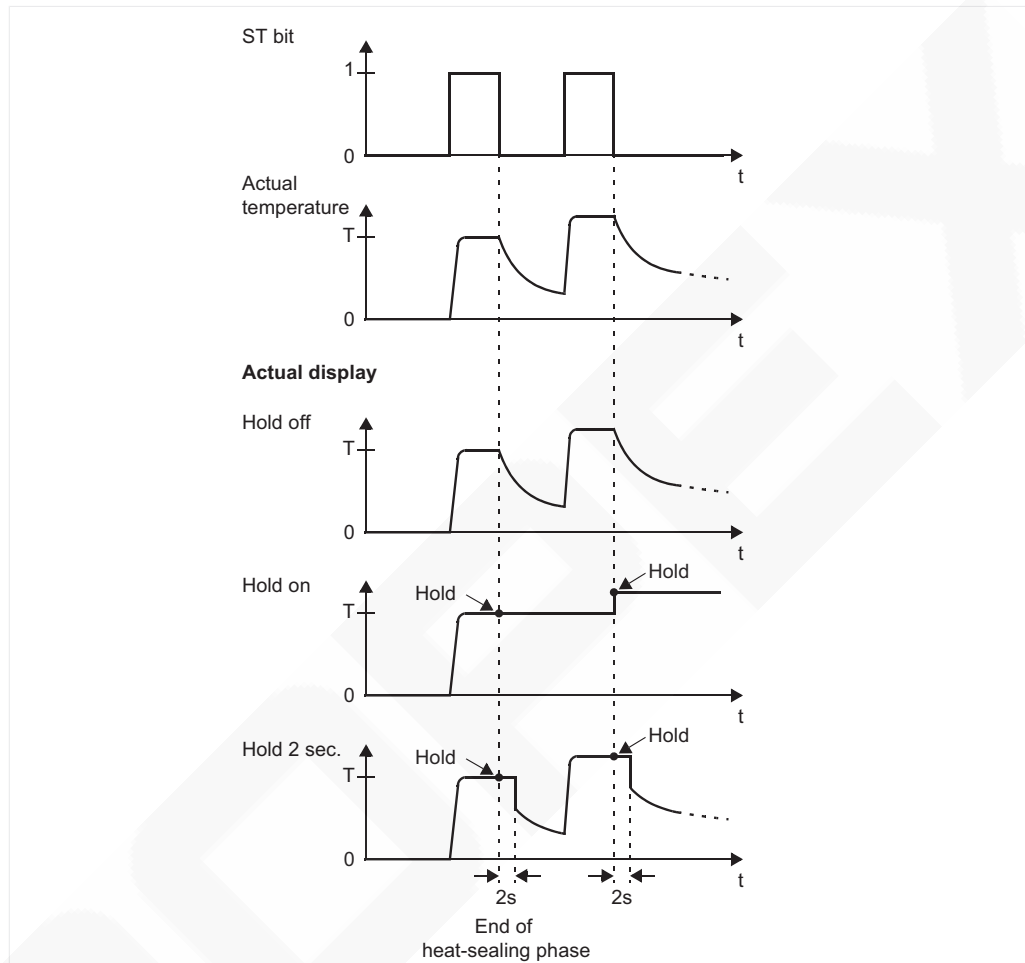 ST bit
1
0
t
Actual
temperature
T
0
t
Actual display
Hold off
T
0
t
Hold on
Hold
Hold
T
0
t
Hold 2 sec.
Hold
Hold
T
0
t
2s
2s
End of
heat-sealing phase